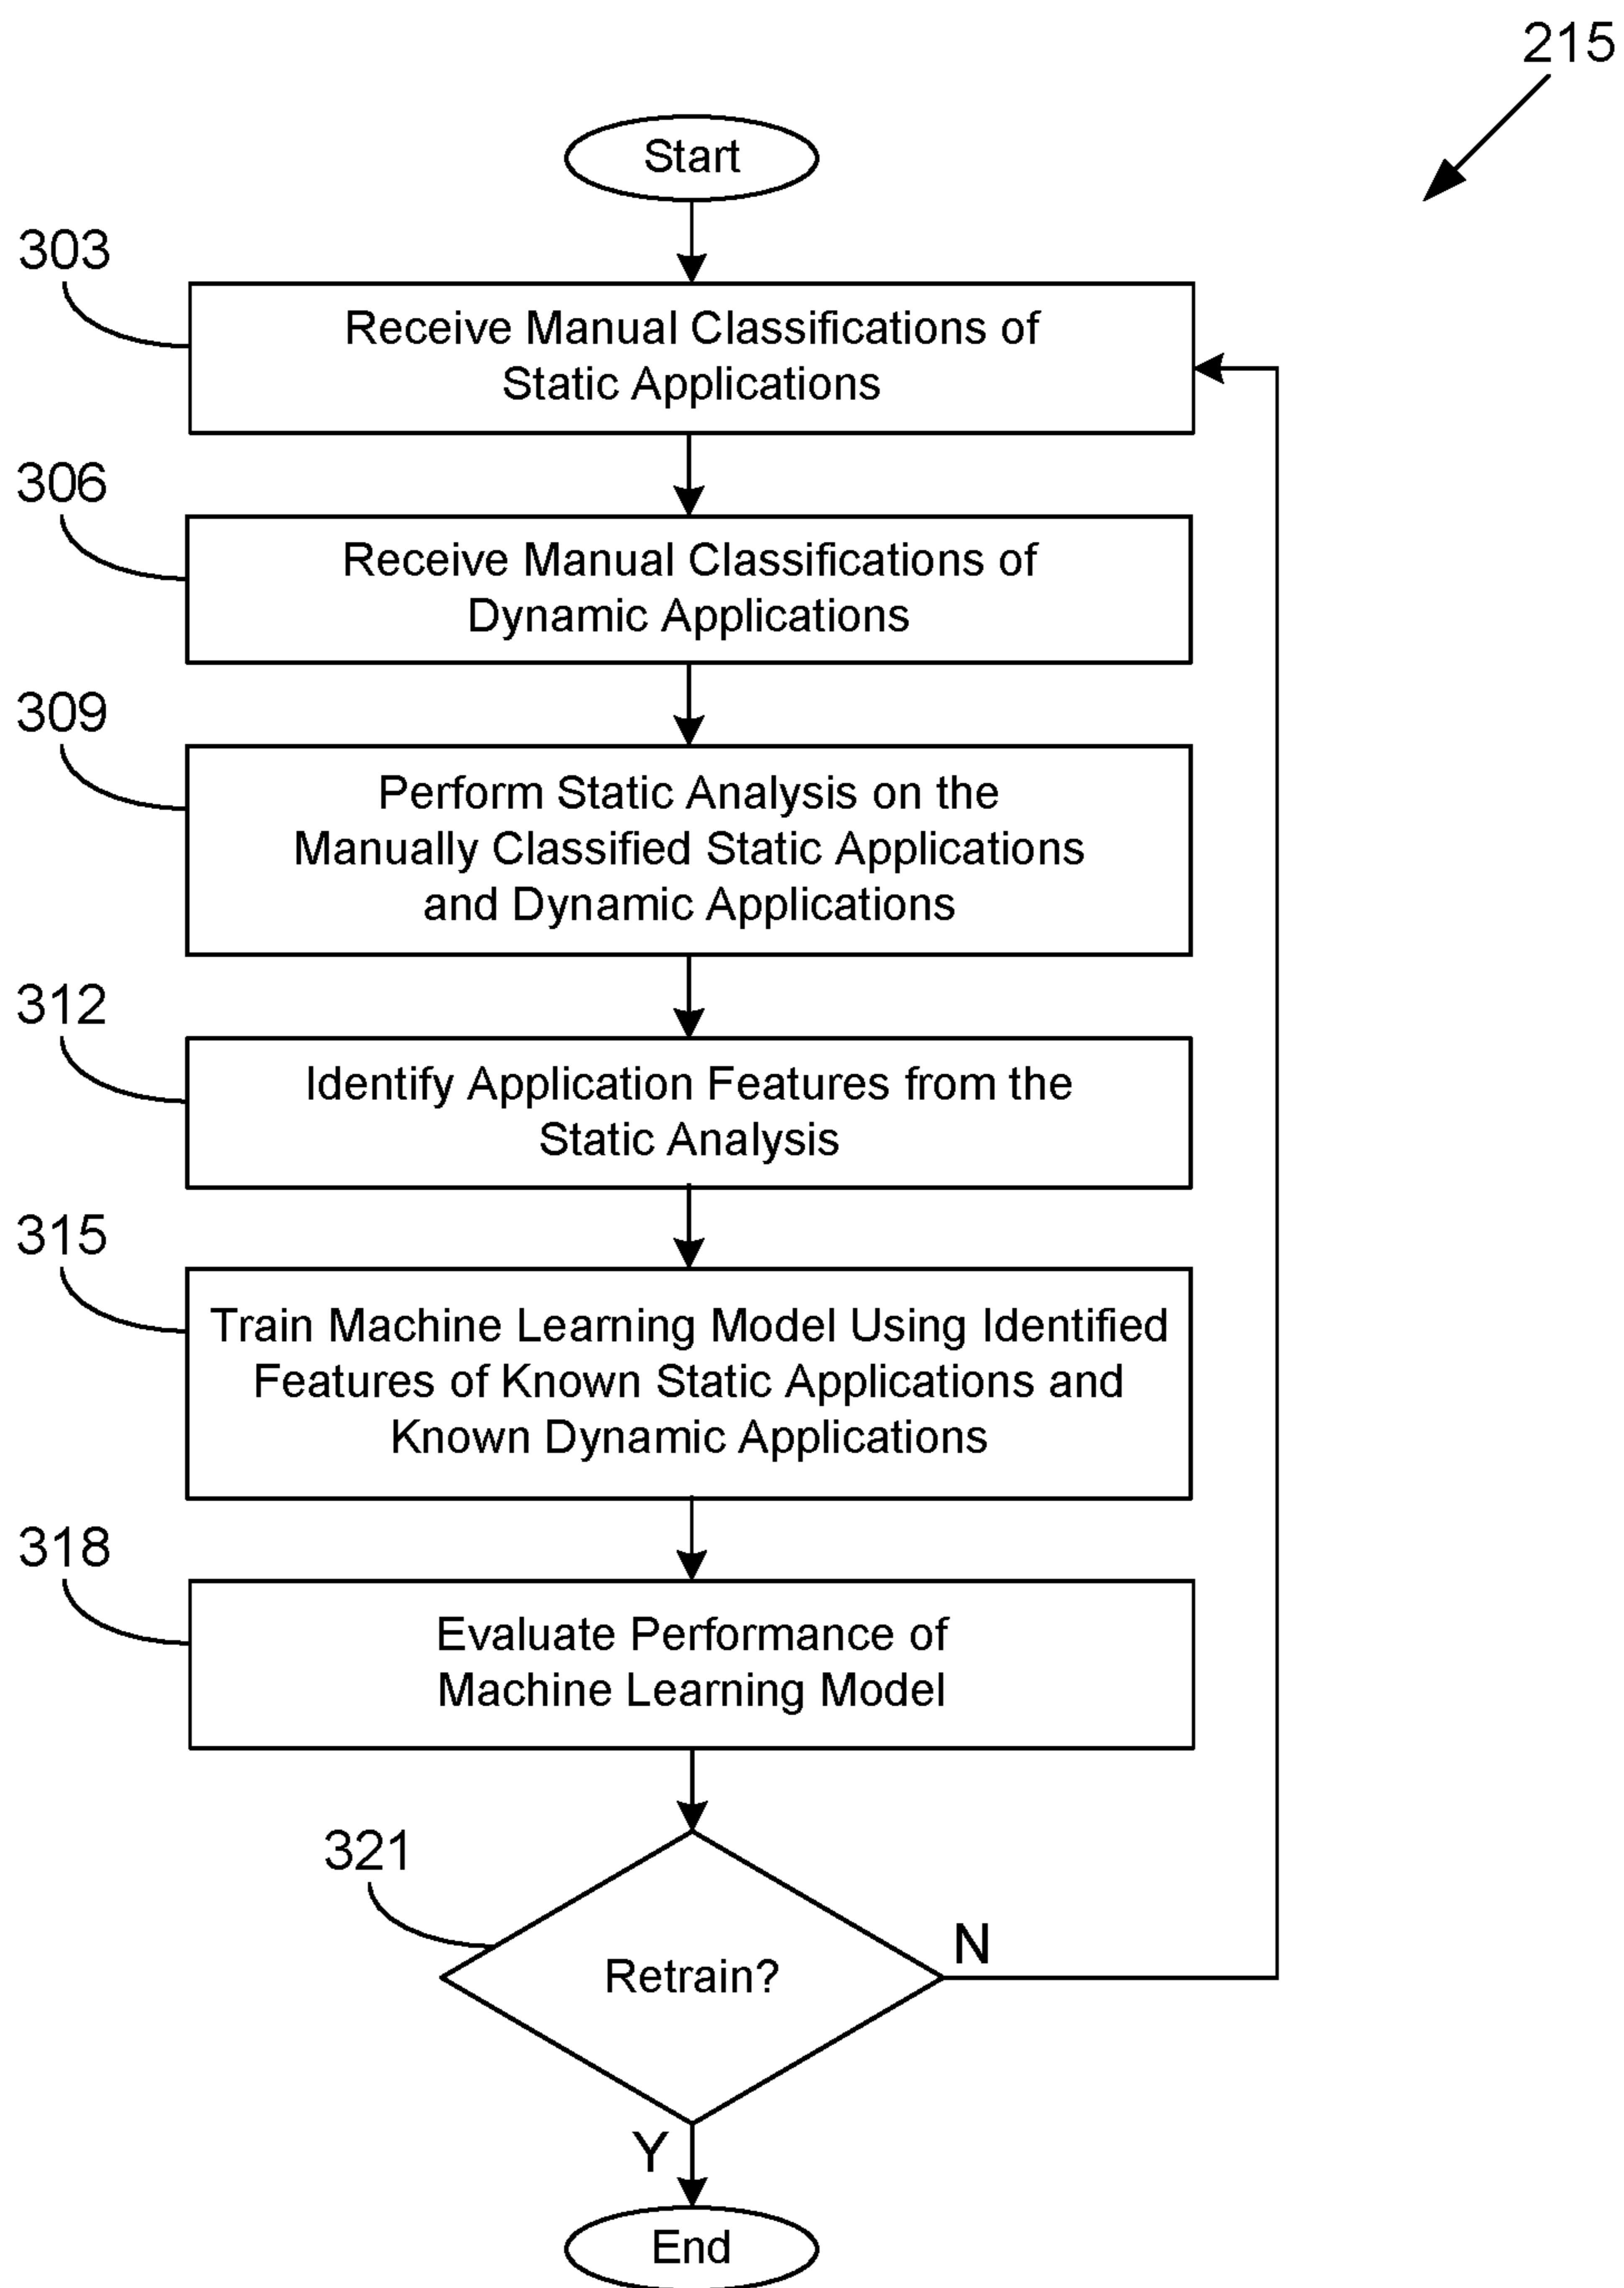 215
Start
303
Receive Manual Classifications of
Static Applications
306
Receive Manual Classifications of
Dynamic Applications
309
Perform Static Analysis on the
Manually Classified Static Applications
and Dynamic Applications
312
Identify Application Features from the
Static Analysis
315
Train Machine Learning Model Using Identified
Features of Known Static Applications and
Known Dynamic Applications
318
Evaluate Performance of
Machine Learning Model
321
Retrain?
N
Y
End